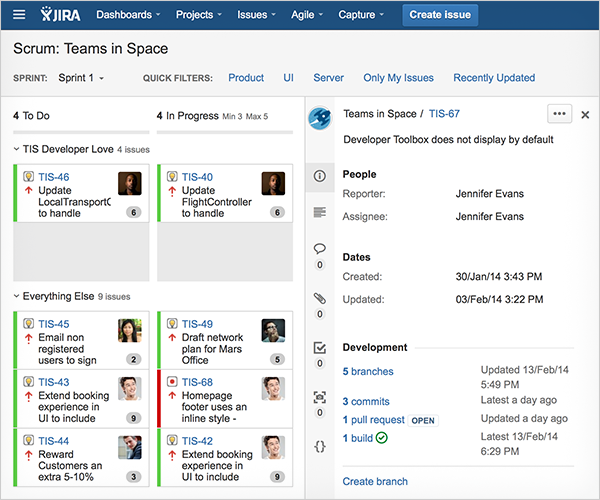 JIRA Dashboards Projects Issues Agile Capture Create issue
Scrum: Teams in Space
SPRINT: Sprint 1 QUICK FILTERS: Product UI Server Only My Issues Recently Updated
4 To Do
4 In Progress Min 3 Max 5
TIS Developer Love 4 issues
TIS-46
Update
LocalTransportC
to handle
6
TIS-40
Update
FlightController
to handle
6
Everything Else 9 issues
TIS-45
Email non
registered
users to sign
2
TIS-49
Draft network
plan for Mars
Office
5
TIS-43
Extend booking
experience in
UI to include
9
TIS-68
Homepage
footer uses an
inline style -
TIS-44
Reward
Customers an
extra 5-10%
3
TIS-42
Extend booking
experience in
UI to include
9
Teams in Space / TIS-67
Developer Toolbox does not display by default
0
0
0
0
{}
People
Reporter: Jennifer Evans
Assignee: Jennifer Evans
Dates
Created: 30/Jan/14 3:43 PM
Updated: 03/Feb/14 3:22 PM
Development
5 branches Updated 13/Feb/14
5:49 PM
3 commits Latest a day ago
1 pull request OPEN Updated a day ago
1 build Latest 13/Feb/14
6:29 PM
Create branch